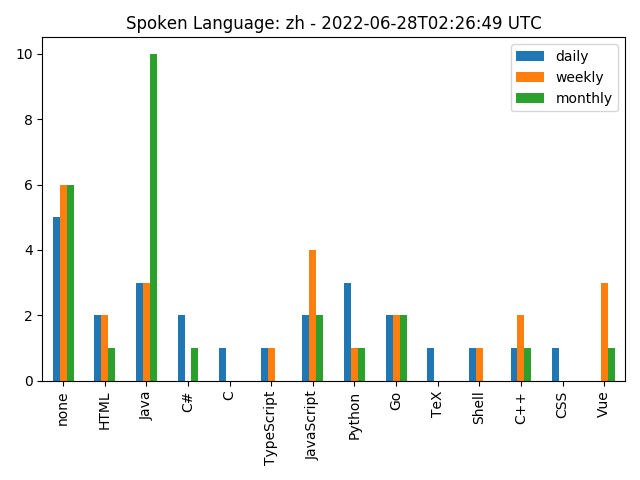 Spoken Language: zh - 2022-06-28T02:26:49 UTC
daily
weekly
monthly
10
8
6
4
2
0
none
HTML
Java
C#
C
TypeScript
JavaScript
Python
Go
TeX
Shell
C++
CSS
Vue